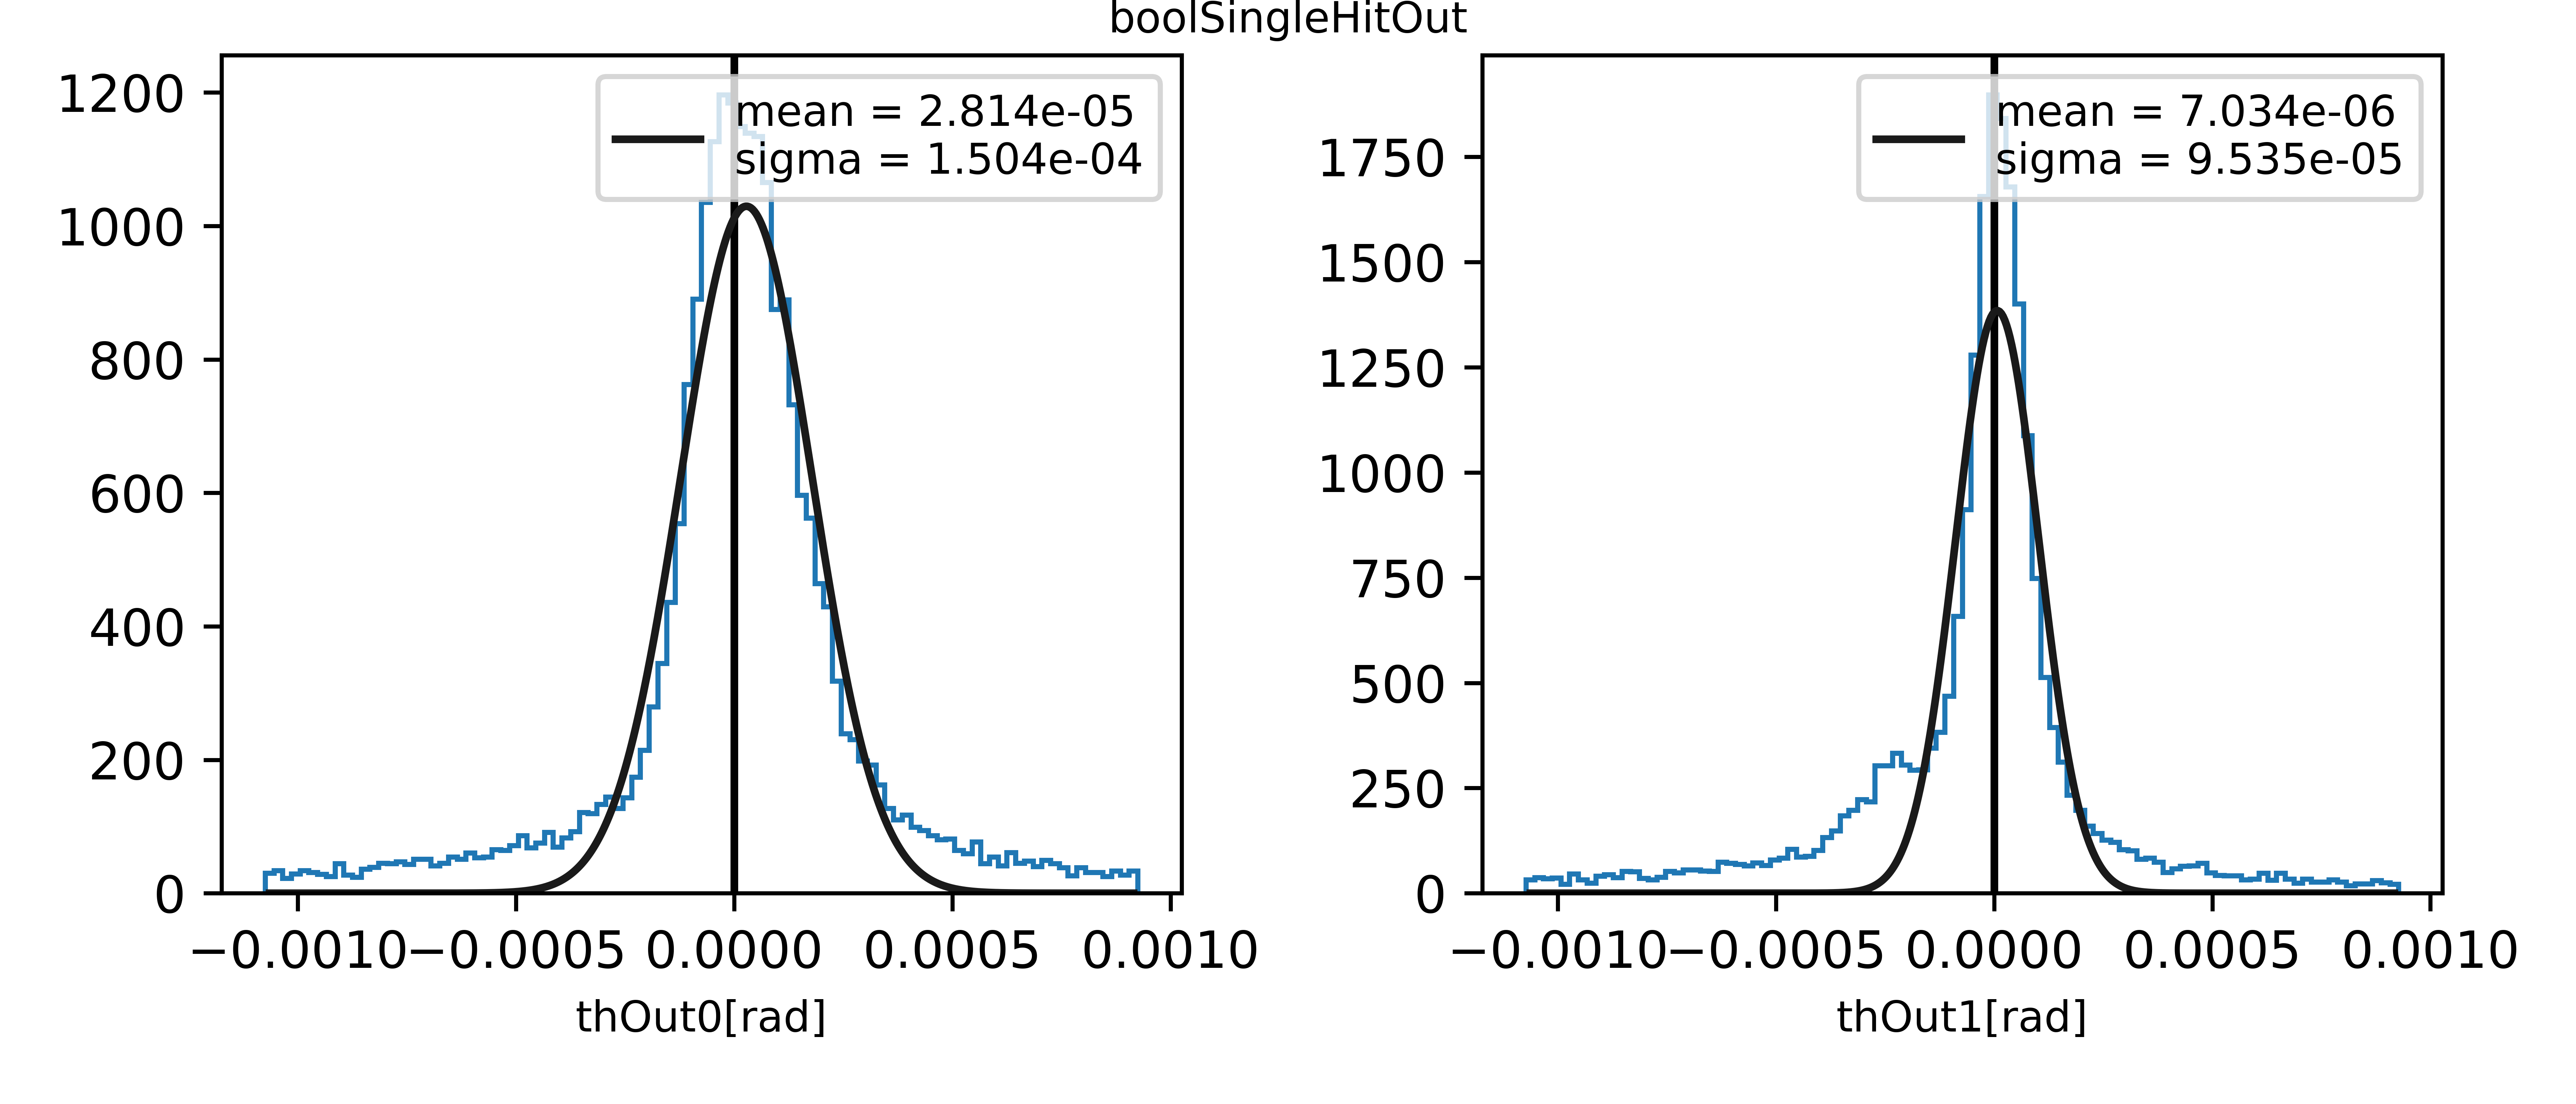 boolSingleHitOut
1200
1000
800
600
400
200
0
mean = 2.814e-05
sigma = 1.504e-04
−0.0010 −0.0005 0.0000 0.0005 0.0010
thOut0[rad]
1750
1500
1250
1000
750
500
250
0
mean = 7.034e-06
sigma = 9.535e-05
−0.0010 −0.0005 0.0000 0.0005 0.0010
thOut1[rad]